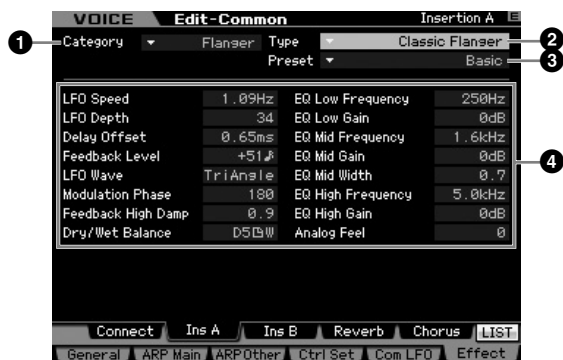 VOICE Edit-Common Insertion A E
1 Category Flanger Type Classic Flanger 2
Preset Basic 3
LFO Speed 1.09Hz EQ Low Frequency 250Hz
LFO Depth 34 EQ Low Gain 0dB
Delay Offset 0.65ms EQ Mid Frequency 1.6kHz
Feedback Level +51♪ EQ Mid Gain 0dB 4
LFO Wave TriAngle EQ Mid Width 0.7
Modulation Phase 180 EQ High Frequency 5.0kHz
Feedback High Damp 0.9 EQ High Gain 0dB
Dry/Wet Balance Analog Feel 0
Connect Ins A Ins B Reverb Chorus LIST
General ARP Main ARP Other Ctrl Set Com LFO Effect